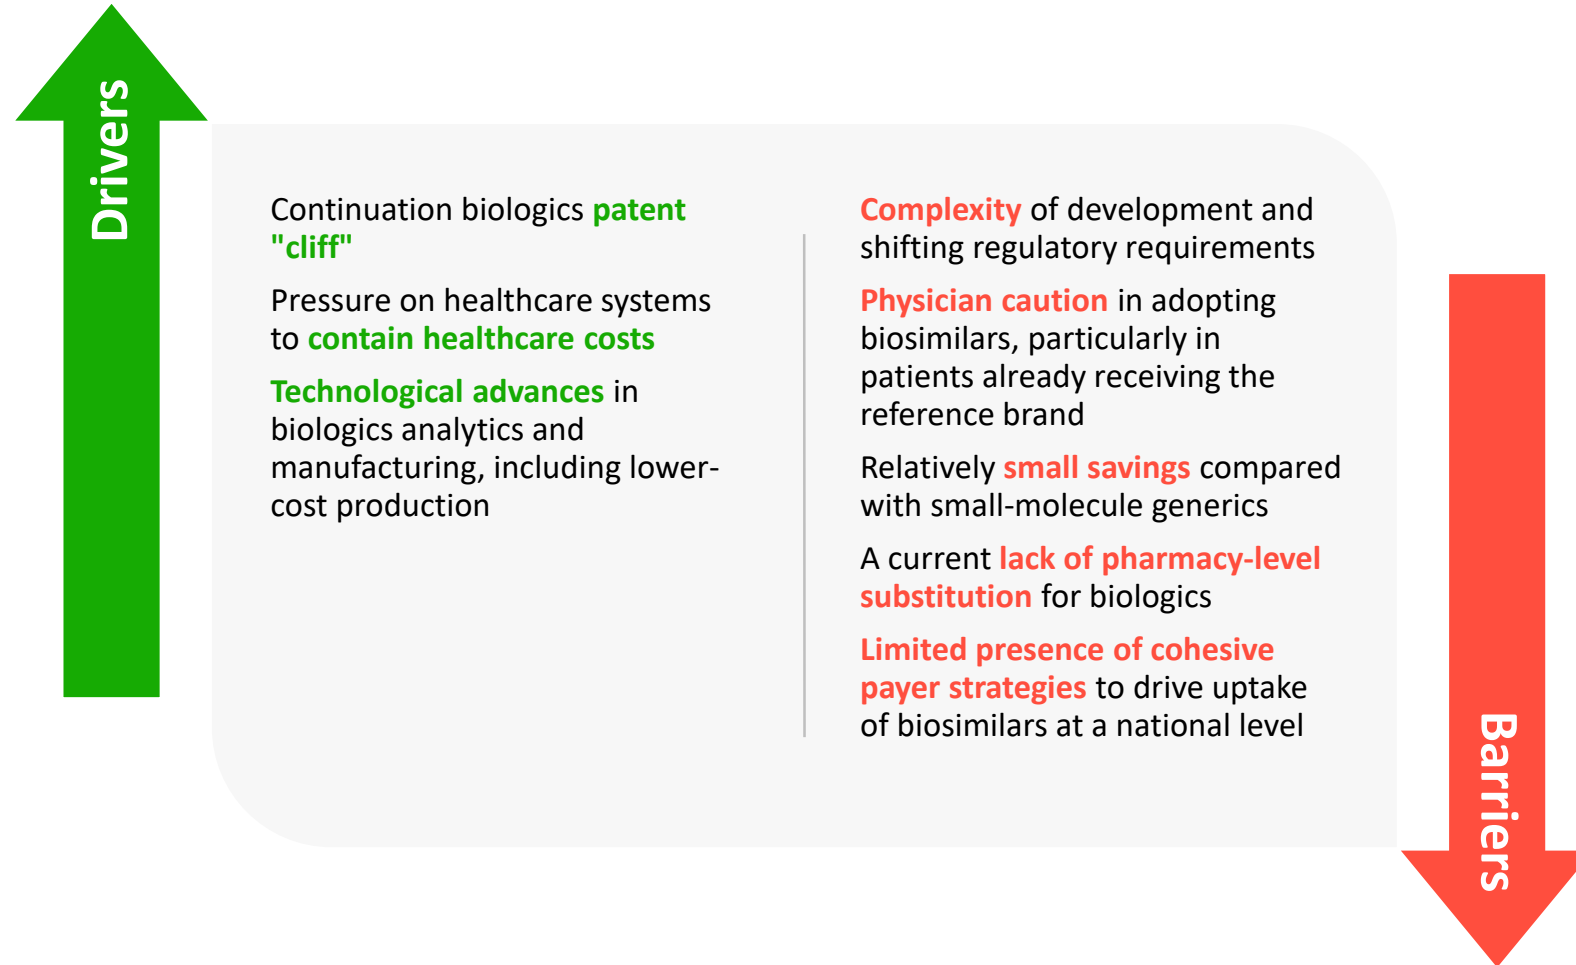 Drivers
Continuation biologics patent
"cliff"
Pressure on healthcare systems
to contain healthcare costs
Technological advances in
biologics analytics and
manufacturing, including lower-
cost production
Complexity of development and
shifting regulatory requirements
Physician caution in adopting
biosimilars, particularly in
patients already receiving the
reference brand
Relatively small savings compared
with small-molecule generics
A current lack of pharmacy-level
substitution for biologics
Limited presence of cohesive
payer strategies to drive uptake
of biosimilars at a national level
Barriers